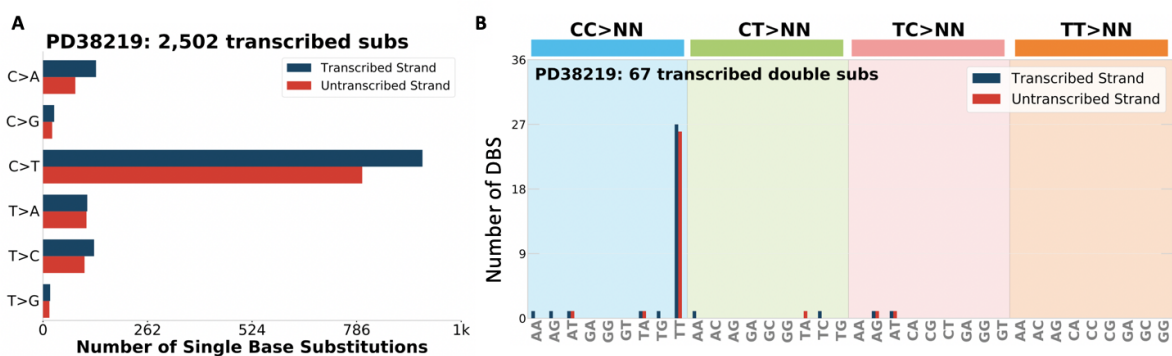 A
PD38219: 2,502 transcribed subs
Transcribed Strand
Untranscribed Strand
C>A
C>G
C>T
T>A
T>C
T>G
0 262 524 786 1k
Number of Single Base Substitutions
B
CC>NN CT>NN TC>NN TT>NN
PD38219: 67 transcribed double subs
Transcribed Strand
Untranscribed Strand
Number of DBS
36
27
18
9
0
AA AG AT GA GG GT TA TG TT AA AC AG GA GC GG TA TC TG AA AG AT CA CG CT GA GG GT AA AC AG CA CC CG GA GC GG